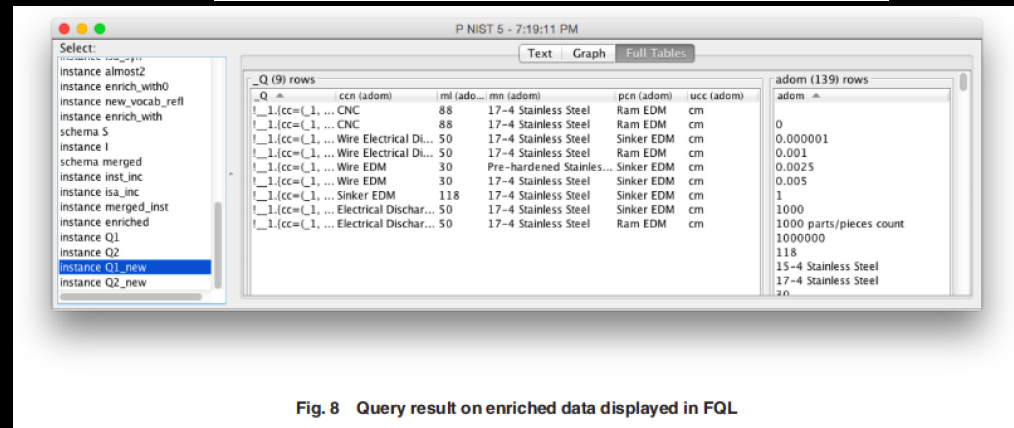 P NIST 5 - 7:19:11 PM
Select:
Text Graph Full Tables
instance almost2
instance enrich_with0
instance new_vocab_refl
instance enrich_with
schema S
instance I
schema merged
instance inst_inc
instance isa_inc
instance merged_inst
instance enriched
instance Q1
instance Q2
instance Q1_new
instance Q2_new
_Q (9) rows
_Q ccn (adom) ml (ado... mn (adom) pcn (adom) ucc (adom)
!__1.{cc=(_1, ... CNC 88 17-4 Stainless Steel Ram EDM cm
!__1.{cc=(_1, ... CNC 88 17-4 Stainless Steel Ram EDM cm
!__1.{cc=(_1, ... Wire Electrical Di... 50 17-4 Stainless Steel Sinker EDM cm
!__1.{cc=(_1, ... Wire Electrical Di... 50 17-4 Stainless Steel Ram EDM cm
!__1.{cc=(_1, ... Wire EDM 30 Pre-hardened Stainles... Sinker EDM cm
!__1.{cc=(_1, ... Wire EDM 30 17-4 Stainless Steel Sinker EDM cm
!__1.{cc=(_1, ... Sinker EDM 118 17-4 Stainless Steel Sinker EDM cm
!__1.{cc=(_1, ... Electrical Dischar... 50 17-4 Stainless Steel Sinker EDM cm
!__1.{cc=(_1, ... Electrical Dischar... 50 17-4 Stainless Steel Ram EDM cm
adom (139) rows
adom
0
0.000001
0.001
0.0025
0.005
1
1000
1000 parts/pieces count
1000000
118
15-4 Stainless Steel
17-4 Stainless Steel
30
Fig. 8 Query result on enriched data displayed in FQL